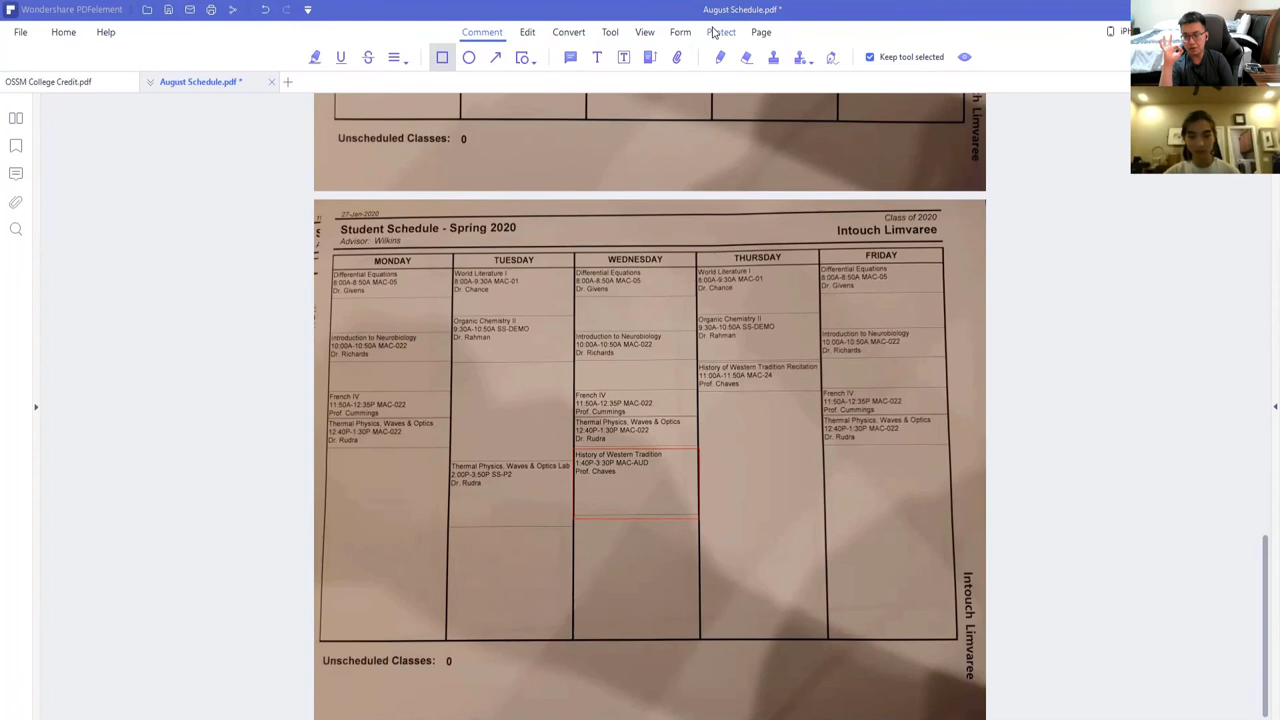 Wondershare PDFelement
August Schedule.pdf *
File Home Help
Comment Edit Convert Tool View Form Protect Page
Keep tool selected
OSSM College Credit.pdf
August Schedule.pdf *
Unscheduled Classes: 0
Limvaree
27-Jan-2020
Class of 2020
Student Schedule - Spring 2020
Intouch Limvaree
Advisor: Wilkins
MONDAY TUESDAY WEDNESDAY THURSDAY FRIDAY
Differential Equations
8:00A-8:50A MAC-05
Dr. Givens
Introduction to Neurobiology
10:00A-10:50A MAC-022
Dr. Richards
French IV
11:50A-12:35P MAC-022
Prof. Cummings
Thermal Physics, Waves & Optics
12:40P-1:30P MAC-022
Dr. Rudra
World Literature I
8:00A-9:30A MAC-01
Dr. Chance
Organic Chemistry II
9:30A-10:50A SS-DEMO
Dr. Rahman
Thermal Physics, Waves & Optics Lab
2:00P-3:50P SS-P2
Dr. Rudra
Differential Equations
8:00A-8:50A MAC-05
Dr. Givens
Introduction to Neurobiology
10:00A-10:50A MAC-022
Dr. Richards
French IV
11:50A-12:35P MAC-022
Prof. Cummings
Thermal Physics, Waves & Optics
12:40P-1:30P MAC-022
Dr. Rudra
History of Western Tradition
1:40P-3:30P MAC-AUD
Prof. Chaves
World Literature I
8:00A-9:30A MAC-01
Dr. Chance
Organic Chemistry II
9:30A-10:50A SS-DEMO
Dr. Rahman
History of Western Tradition Recitation
11:00A-11:50A MAC-24
Prof. Chaves
Differential Equations
8:00A-8:50A MAC-05
Dr. Givens
Introduction to Neurobiology
10:00A-10:50A MAC-022
Dr. Richards
French IV
11:50A-12:35P MAC-022
Prof. Cummings
Thermal Physics, Waves & Optics
12:40P-1:30P MAC-022
Dr. Rudra
Intouch Limvaree
Unscheduled Classes: 0